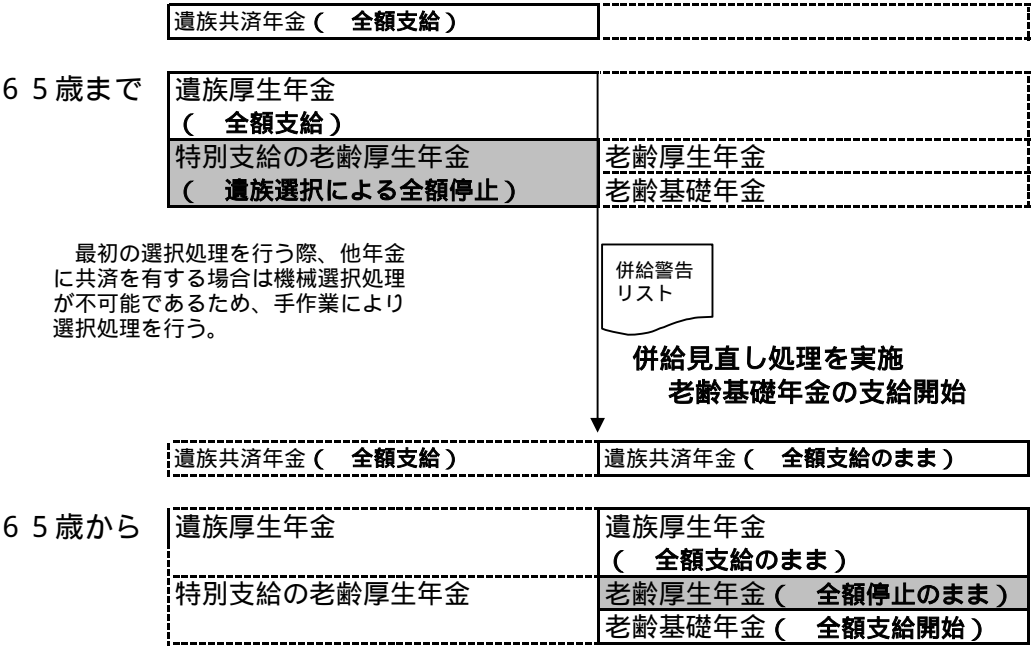 遺族共済年金（　全額支給）
６５歳まで
遺族厚生年金
（　全額支給）
特別支給の老齢厚生年金
（　遺族選択による全額停止）
老齢厚生年金
老齢基礎年金
最初の選択処理を行う際、他年金
に共済を有する場合は機械選択処理
が不可能であるため、手作業により
選択処理を行う。
併給警告
リスト
併給見直し処理を実施
老齢基礎年金の支給開始
遺族共済年金（　全額支給）
遺族共済年金（　全額支給のまま）
６５歳から
遺族厚生年金
特別支給の老齢厚生年金
遺族厚生年金
（　全額支給のまま）
老齢厚生年金（　全額停止のまま）
老齢基礎年金（　全額支給開始）